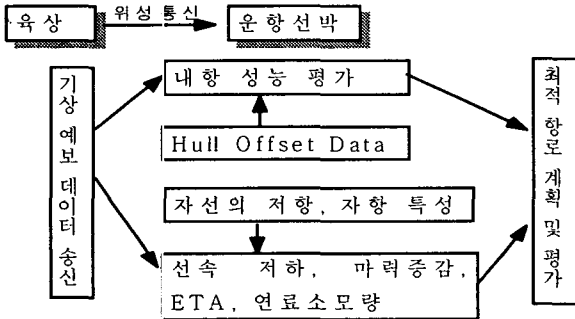 육상
위성통신
운항선박
기상 예보 데이터 송신
내항 성능 평가
Hull Offset Data
자선의 저항, 자항 특성
선속 저하, 마력증감,
ETA, 연료소모량
최적 항로 계획 및 평가